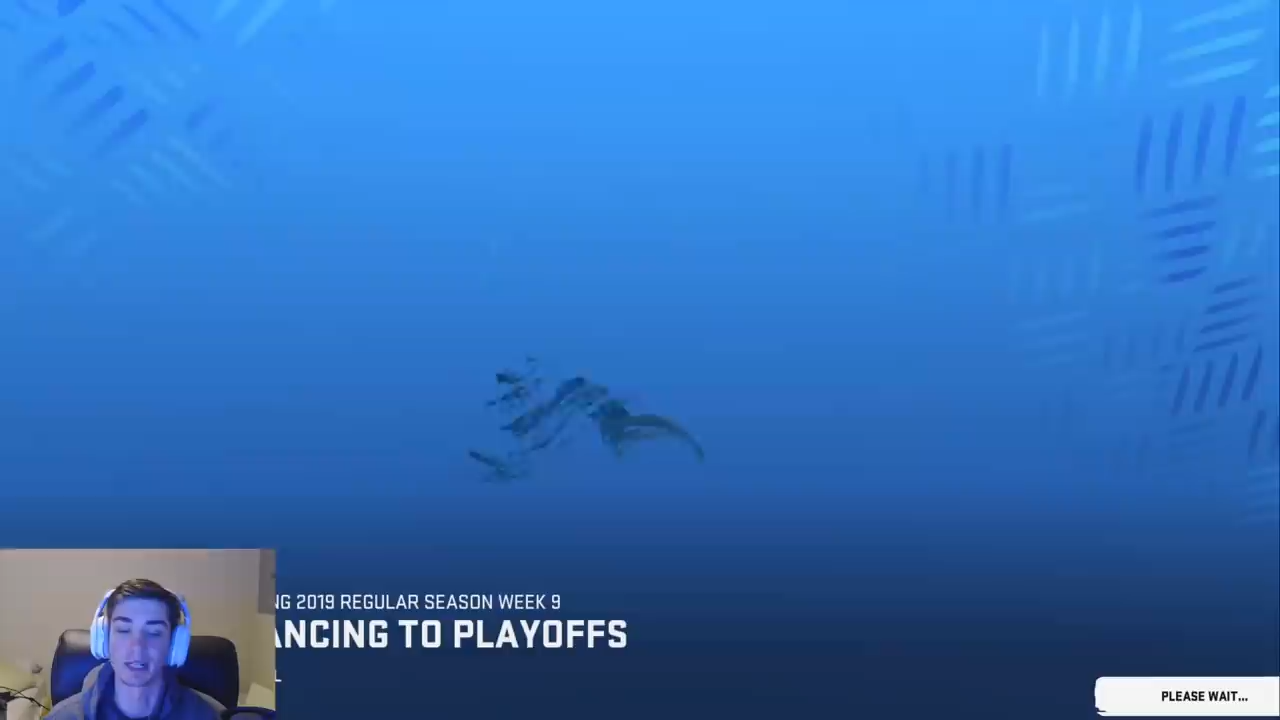 NG 2019 REGULAR SEASON WEEK 9
ANCING TO PLAYOFFS
PLEASE WAIT...